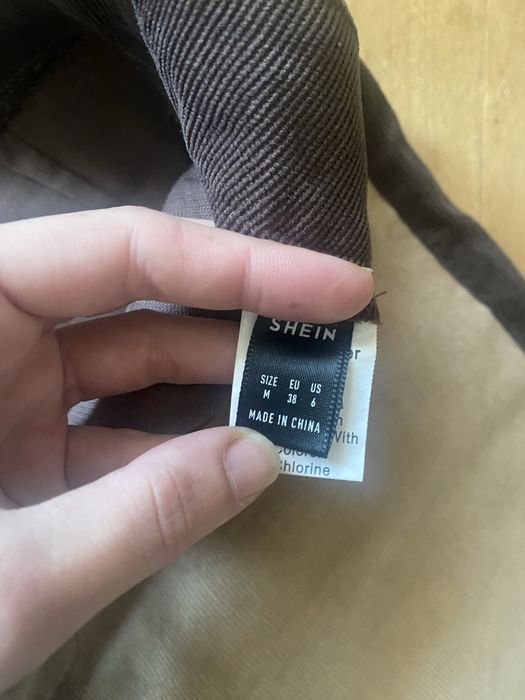 SHEIN
SIZE EU US
M 38 6
MADE IN CHINA
With
Chlorine